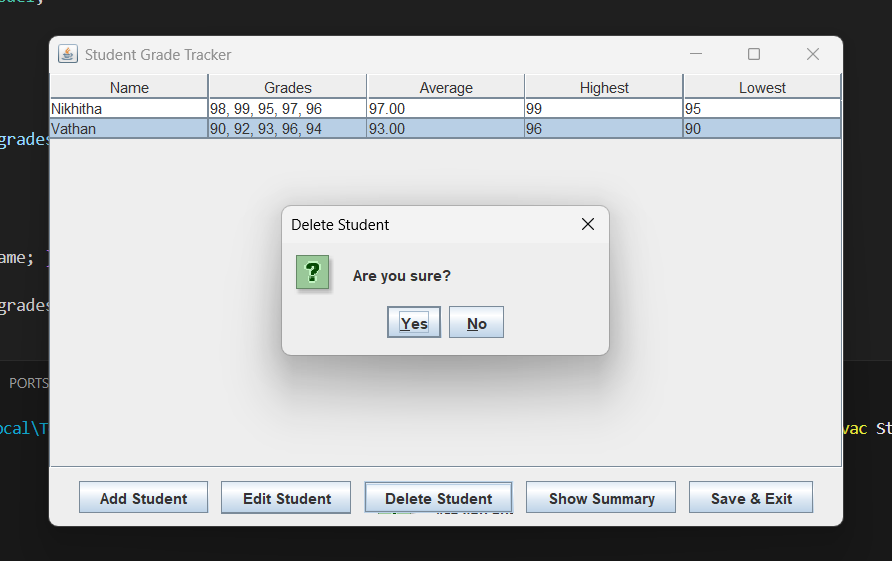 Student Grade Tracker
Name Grades Average Highest Lowest
Nikhitha 98, 99, 95, 97, 96 97.00 99 95
Vathan 90, 92, 93, 96, 94 93.00 96 90
grades
Delete Student
?
Are you sure?
ame;
Yes No
grades
PORTS
ocal\T vac St
Add Student Edit Student Delete Student Show Summary Save & Exit